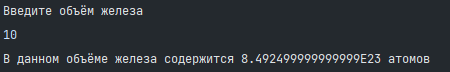 Введите объём железа
10
В данном объёме железа содержится 8.492499999999999E23 атомов